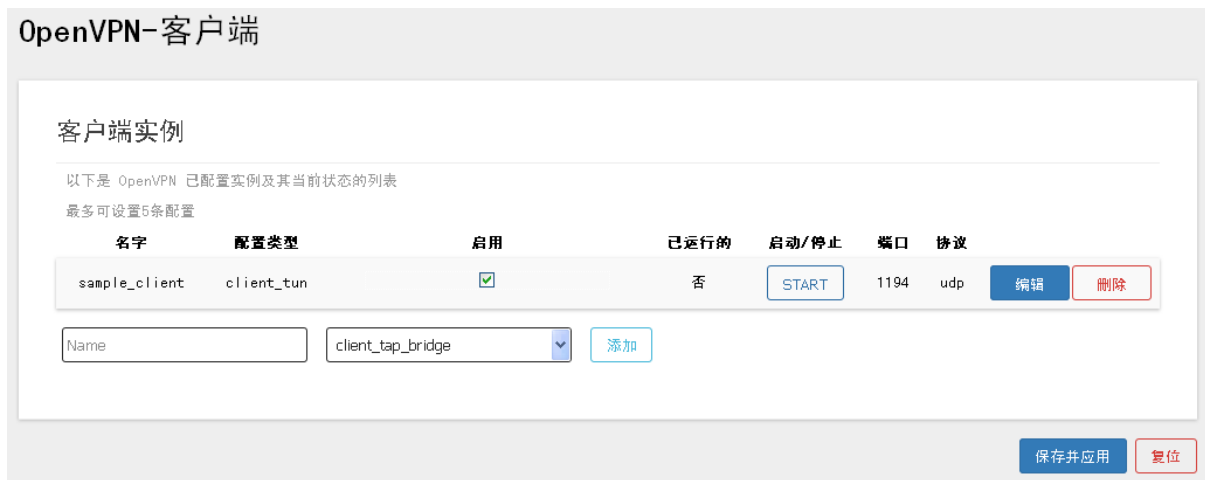 OpenVPN-客户端
客户端实例
以下是 OpenVPN 已配置实例及其当前状态的列表
最多可设置5条配置
名字 配置类型 启用 已运行的 启动/停止 端口 协议
sample_client client_tun 否 START 1194 udp 编辑 删除
Name client_tap_bridge 添加
保存并应用 复位